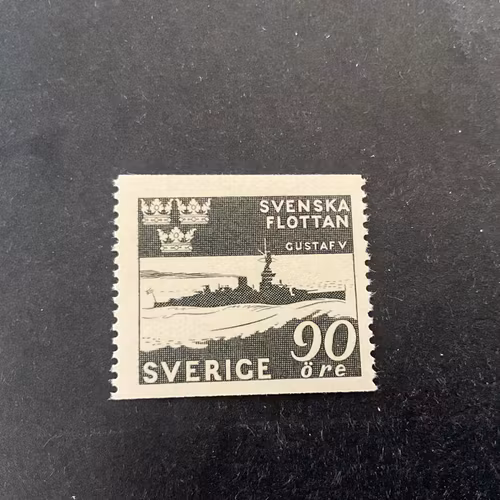 SVENSKA
FLOTTAN
GUSTAF V
90
SVERIGE öre